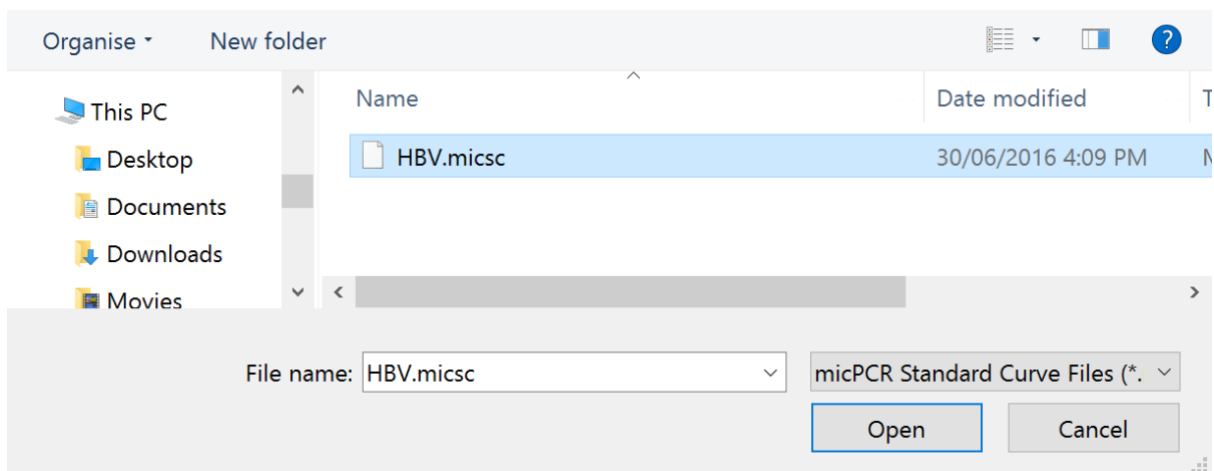 Organise New folder ?
Name Date modified T
This PC
Desktop
HBV.micsc 30/06/2016 4:09 PM
Documents
Downloads
Movies
File name: HBV.micsc micPCR Standard Curve Files (*.
Open Cancel